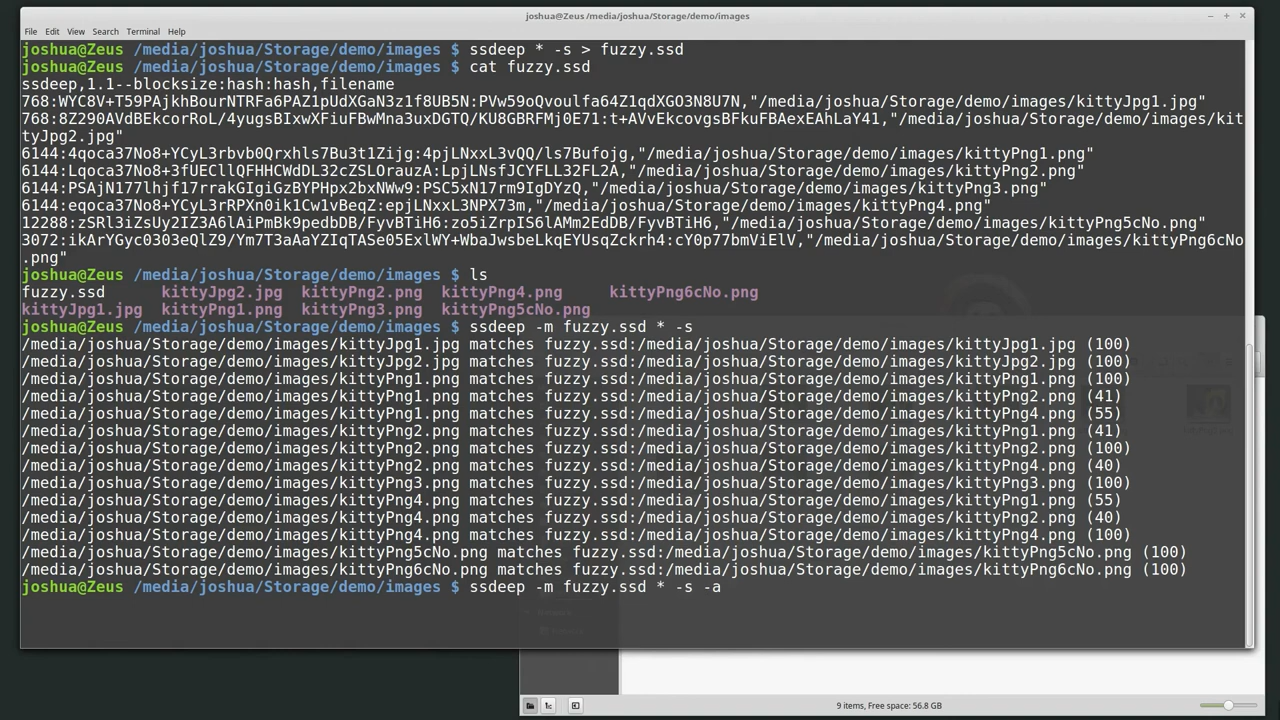 joshua@Zeus:/media/joshua/Storage/demo/images
File Edit View Search Terminal Help
joshua@Zeus /media/joshua/Storage/demo/images $ ssdeep * -s > fuzzy.ssd
joshua@Zeus /media/joshua/Storage/demo/images $ cat fuzzy.ssd
ssdeep,1.1--blocksize:hash:hash,filename
768:WYC8V+T59PAjkhBourNTRFa6PAZ1pUdXGaN3z1f8UB5N:PVw59oQvoulfa64Z1qdXGO3N8U7N,"/media/joshua/Storage/demo/images/kittyJpg1.jpg"
768:8Z290AVdBEkcorRoL/4yugsBIxwXFiuFBwMna3uxDGTQ/KU8GBRFMj0E71:t+AVvEkcovgsBFkuFBAexEAhLaY41,"/media/joshua/Storage/demo/images/kit
tyJpg2.jpg"
6144:4qoca37No8+YCyL3rbvb0Qrxhls7Bu3t1Zijg:4pjLNxxL3vQQ/ls7Bufojg,"/media/joshua/Storage/demo/images/kittyPng1.png"
6144:Lqoca37No8+3fUECllQFHHCWdDL32cZSLOrauzA:LpjLNsfJCYFLL32FL2A,"/media/joshua/Storage/demo/images/kittyPng2.png"
6144:PSAjN177lhjf17rrakGIgiGzBYPHpx2bxNWw9:PSC5xN17rm9IgDYzQ,"/media/joshua/Storage/demo/images/kittyPng3.png"
6144:eqoca37No8+YCyL3rRPXn0ik1Cw1vBeqZ:epjLNxxL3NPX73m,"/media/joshua/Storage/demo/images/kittyPng4.png"
12288:zSRl3iZsUy2IZ3A6lAiPmBk9pedbDB/FyvBTiH6:zo5iZrpIS6lAMm2EdDB/FyvBTiH6,"/media/joshua/Storage/demo/images/kittyPng5cNo.png"
3072:ikArYGyc0303eQlZ9/Ym7T3aAaYZIqTASe05ExlWY+WbaJwsbeLkqEYUsqZckrh4:cY0p77bmViElV,"/media/joshua/Storage/demo/images/kittyPng6cNo
.png"
joshua@Zeus /media/joshua/Storage/demo/images $ ls
fuzzy.ssd kittyJpg2.jpg kittyPng2.png kittyPng4.png kittyPng6cNo.png
kittyJpg1.jpg kittyPng1.png kittyPng3.png kittyPng5cNo.png
joshua@Zeus /media/joshua/Storage/demo/images $ ssdeep -m fuzzy.ssd * -s
/media/joshua/Storage/demo/images/kittyJpg1.jpg matches fuzzy.ssd:/media/joshua/Storage/demo/images/kittyJpg1.jpg (100)
/media/joshua/Storage/demo/images/kittyJpg2.jpg matches fuzzy.ssd:/media/joshua/Storage/demo/images/kittyJpg2.jpg (100)
/media/joshua/Storage/demo/images/kittyPng1.png matches fuzzy.ssd:/media/joshua/Storage/demo/images/kittyPng1.png (100)
/media/joshua/Storage/demo/images/kittyPng1.png matches fuzzy.ssd:/media/joshua/Storage/demo/images/kittyPng2.png (41)
/media/joshua/Storage/demo/images/kittyPng1.png matches fuzzy.ssd:/media/joshua/Storage/demo/images/kittyPng4.png (55)
/media/joshua/Storage/demo/images/kittyPng2.png matches fuzzy.ssd:/media/joshua/Storage/demo/images/kittyPng1.png (41)
/media/joshua/Storage/demo/images/kittyPng2.png matches fuzzy.ssd:/media/joshua/Storage/demo/images/kittyPng2.png (100)
/media/joshua/Storage/demo/images/kittyPng2.png matches fuzzy.ssd:/media/joshua/Storage/demo/images/kittyPng4.png (40)
/media/joshua/Storage/demo/images/kittyPng3.png matches fuzzy.ssd:/media/joshua/Storage/demo/images/kittyPng3.png (100)
/media/joshua/Storage/demo/images/kittyPng4.png matches fuzzy.ssd:/media/joshua/Storage/demo/images/kittyPng1.png (55)
/media/joshua/Storage/demo/images/kittyPng4.png matches fuzzy.ssd:/media/joshua/Storage/demo/images/kittyPng2.png (40)
/media/joshua/Storage/demo/images/kittyPng4.png matches fuzzy.ssd:/media/joshua/Storage/demo/images/kittyPng4.png (100)
/media/joshua/Storage/demo/images/kittyPng5cNo.png matches fuzzy.ssd:/media/joshua/Storage/demo/images/kittyPng5cNo.png (100)
/media/joshua/Storage/demo/images/kittyPng6cNo.png matches fuzzy.ssd:/media/joshua/Storage/demo/images/kittyPng6cNo.png (100)
joshua@Zeus /media/joshua/Storage/demo/images $ ssdeep -m fuzzy.ssd * -s -a
9 items, Free space: 56.8 GB